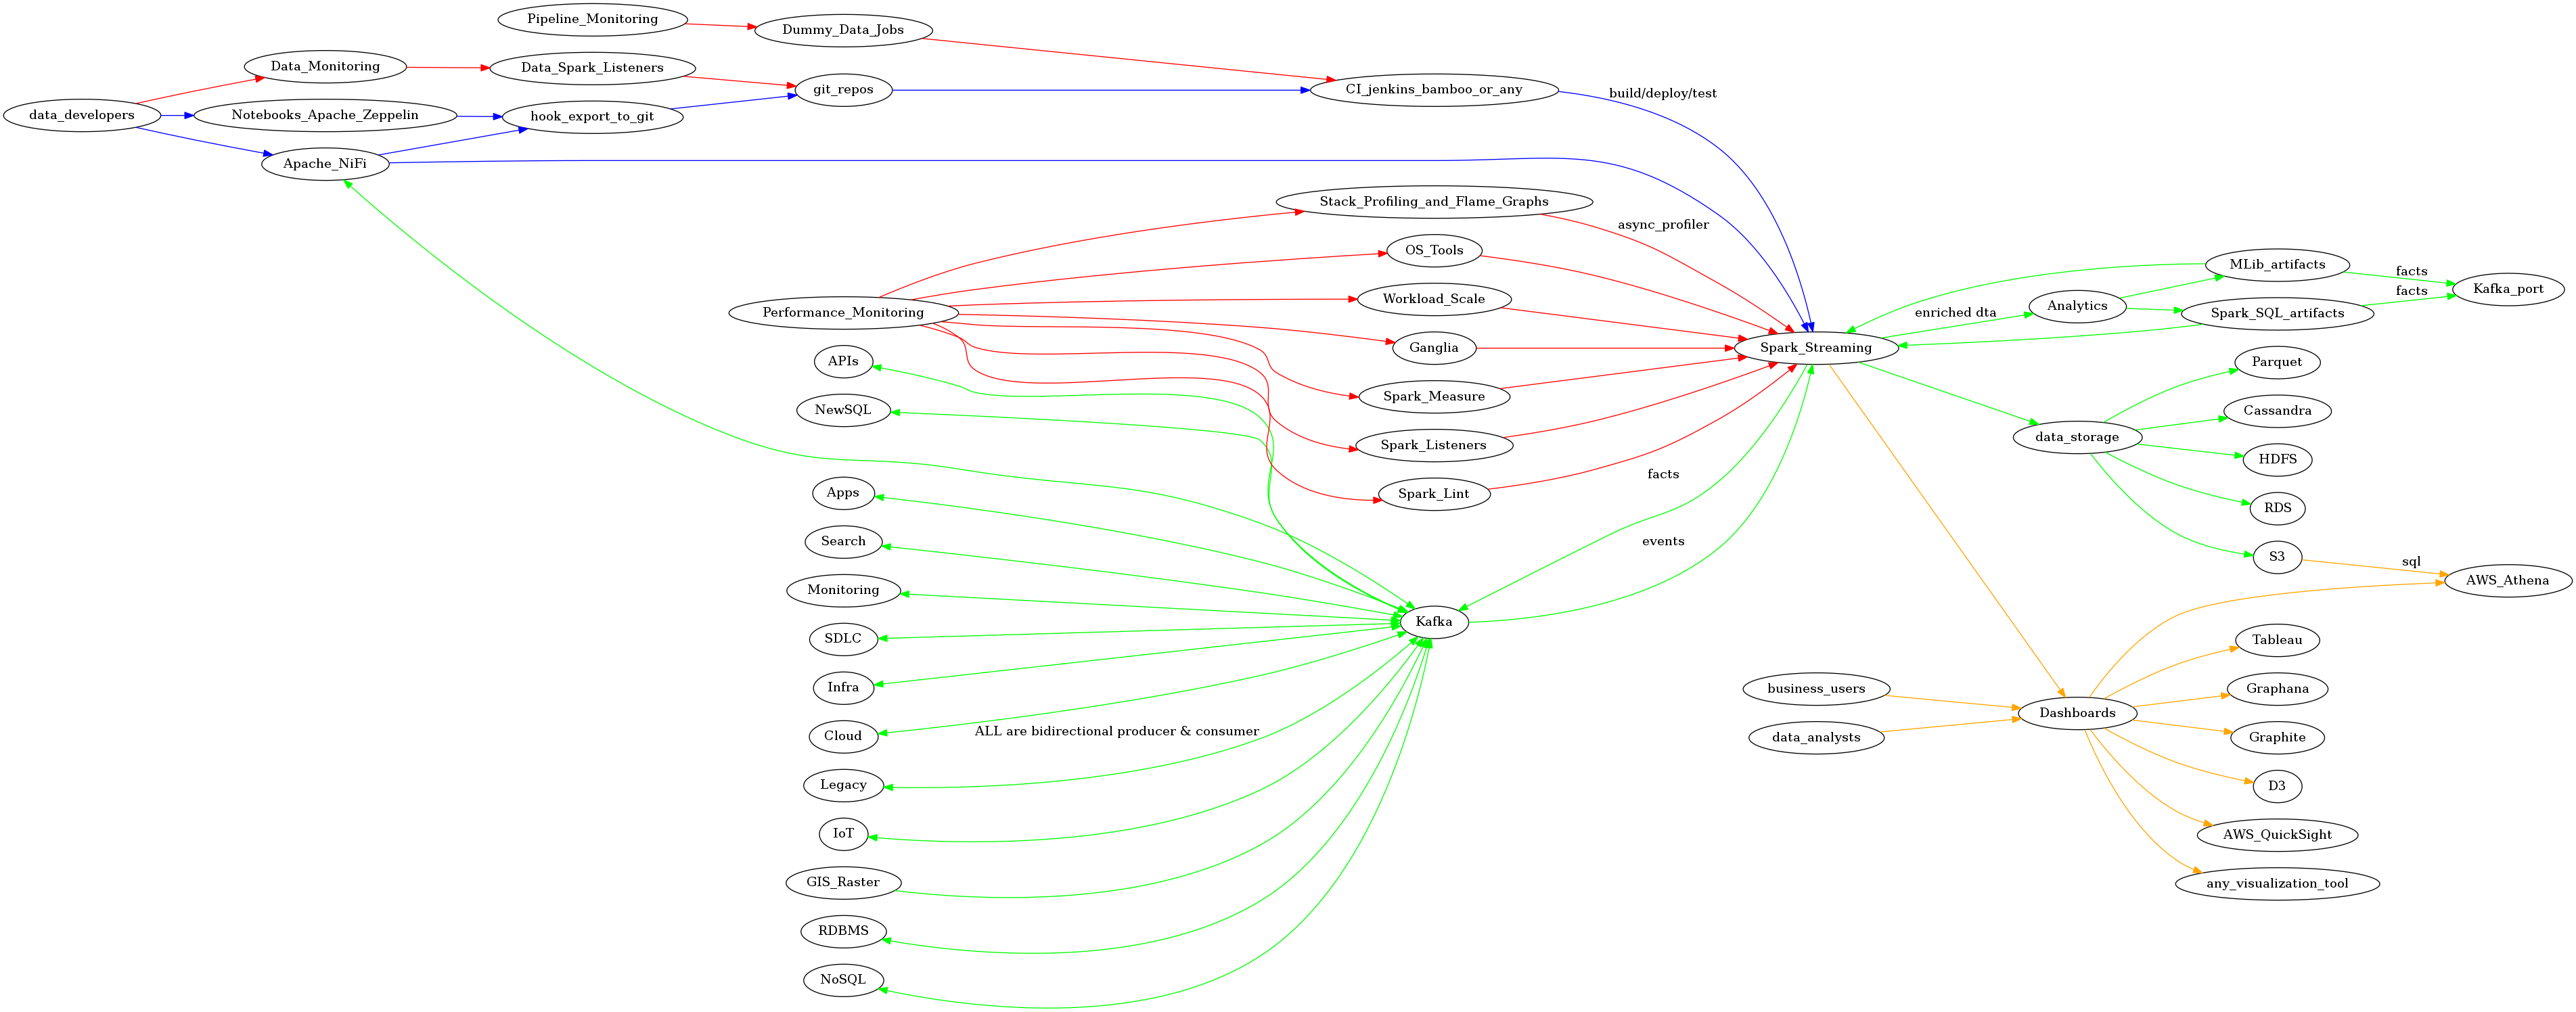 Pipeline_Monitoring
Dummy_Data_Jobs
Data_Monitoring
Data_Spark_Listeners
git_repos
CI_jenkins_bamboo_or_any
build/deploy/test
data_developers
Notebooks_Apache_Zeppelin
hook_export_to_git
Apache_NiFi
Stack_Profiling_and_Flame_Graphs
async_profiler
OS_Tools
Workload_Scale
Performance_Monitoring
Ganglia
Spark_Streaming
APIs
Spark_Measure
NewSQL
Spark_Listeners
Spark_Lint
facts
events
Apps
Search
Monitoring
SDLC
Infra
Cloud
Legacy
IoT
GIS_Raster
RDBMS
NoSQL
Kafka
ALL are bidirectional producer & consumer
enriched dta
Analytics
MLib_artifacts
facts
Spark_SQL_artifacts
facts
Kafka_port
Parquet
Cassandra
data_storage
HDFS
RDS
S3
sql
AWS_Athena
business_users
data_analysts
Dashboards
Tableau
Graphana
Graphite
D3
AWS_QuickSight
any_visualization_tool